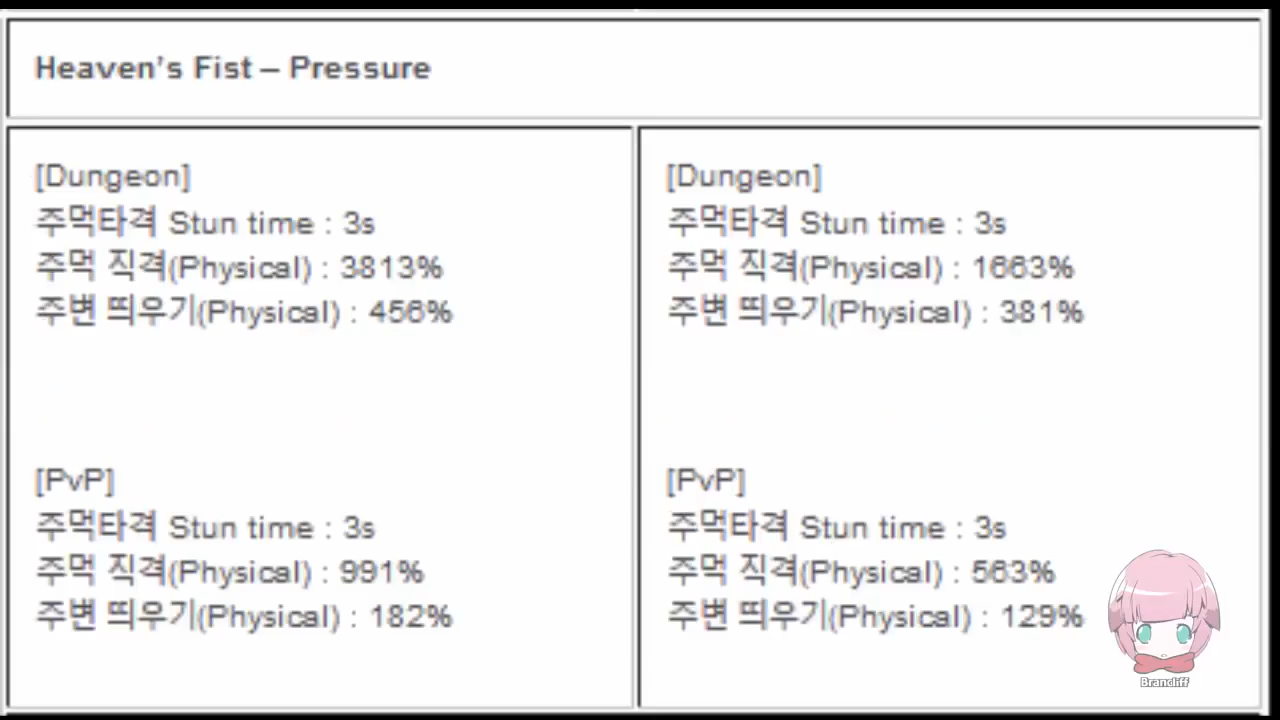 Heaven's Fist – Pressure
[Dungeon]
주먹타격 Stun time : 3s
주먹 직격(Physical) : 3813%
주변 띄우기(Physical) : 456%
[PvP]
주먹타격 Stun time : 3s
주먹 직격(Physical) : 991%
주변 띄우기(Physical) : 182%
[Dungeon]
주먹타격 Stun time : 3s
주먹 직격(Physical) : 1663%
주변 띄우기(Physical) : 381%
[PvP]
주먹타격 Stun time : 3s
주먹 직격(Physical) : 563%
주변 띄우기(Physical) : 129%
Brancliff